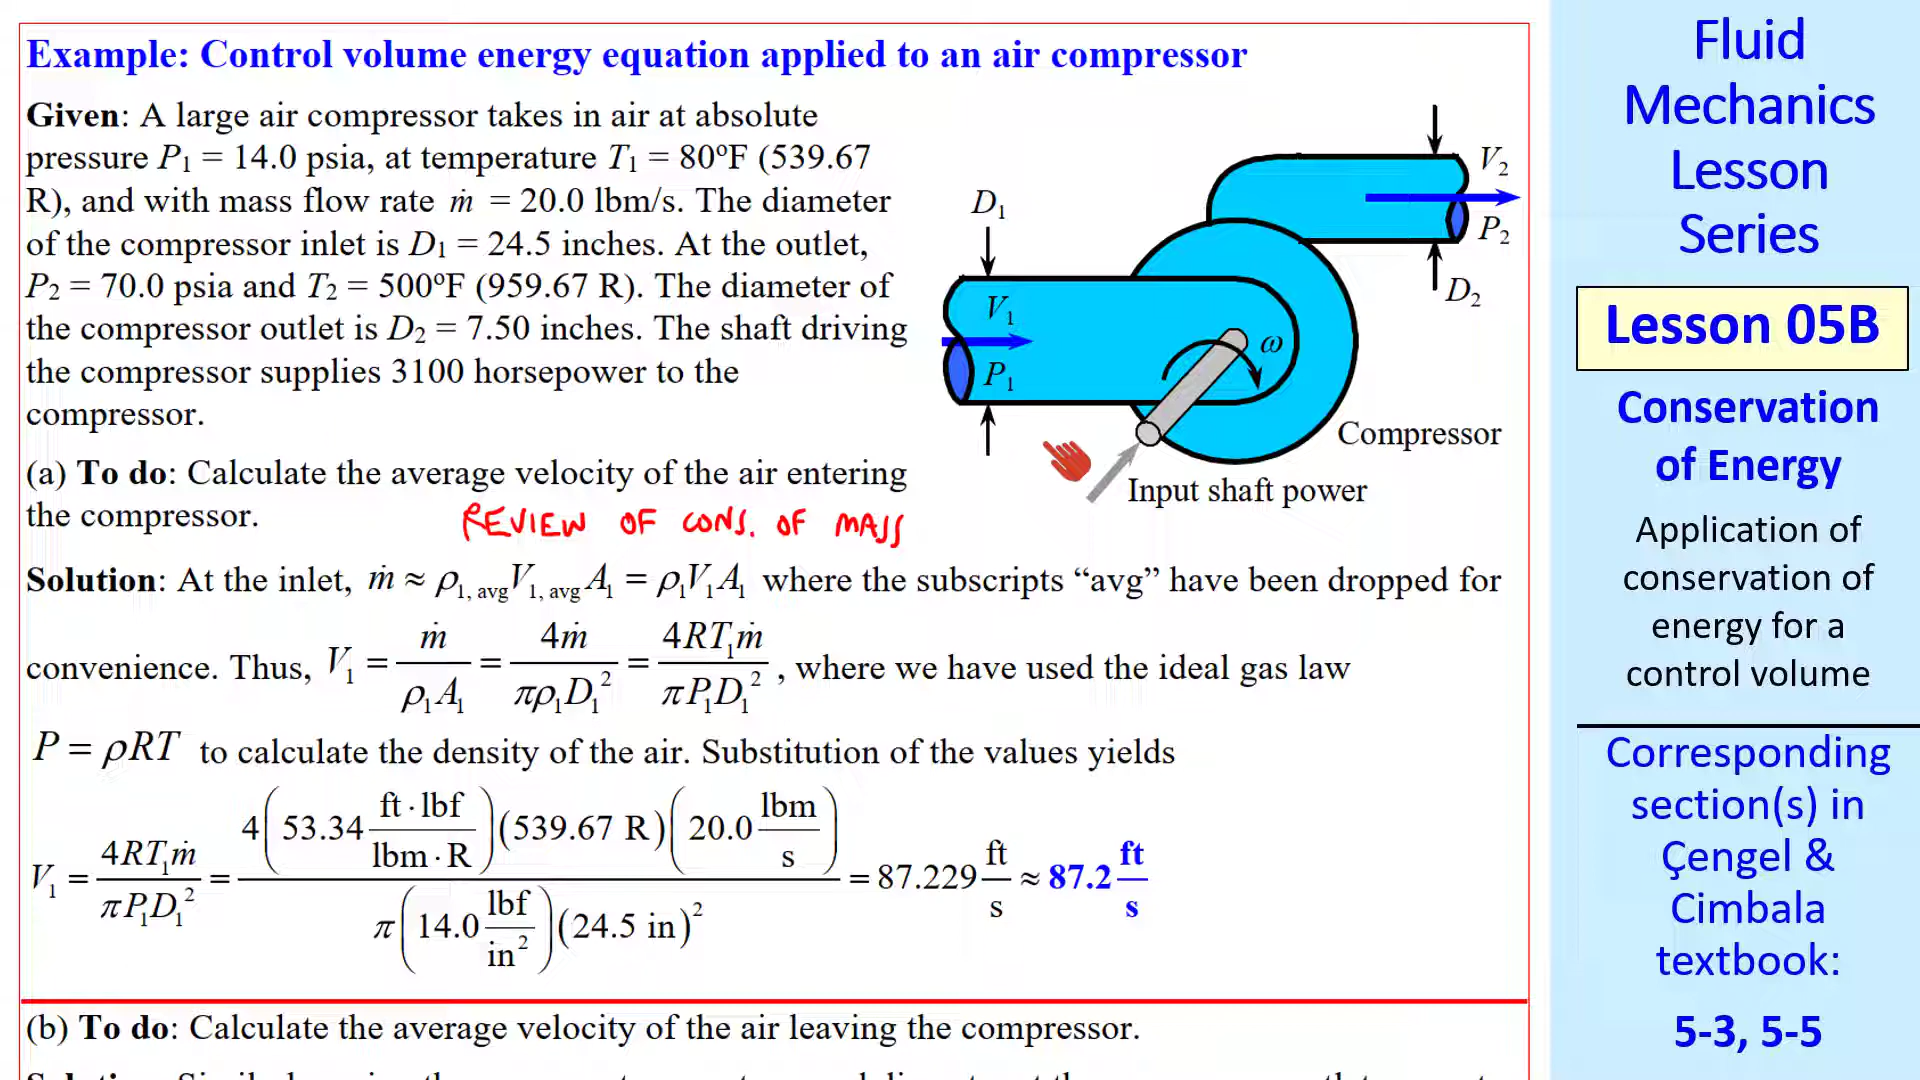 Example: Control volume energy equation applied to an air compressor
Given: A large air compressor takes in air at absolute
pressure P₁ = 14.0 psia, at temperature T₁ = 80ºF (539.67
R), and with mass flow rate ṁ = 20.0 lbm/s. The diameter
of the compressor inlet is D₁ = 24.5 inches. At the outlet,
P₂ = 70.0 psia and T₂ = 500ºF (959.67 R). The diameter of
the compressor outlet is D₂ = 7.50 inches. The shaft driving
the compressor supplies 3100 horsepower to the
compressor.
D₁
V₁
P₁
ω
V₂
P₂
D₂
Compressor
Input shaft power
(a) To do: Calculate the average velocity of the air entering
the compressor.
REVIEW OF CONS. OF MASS
Solution: At the inlet, ṁ ≈ ρ₁, avg V₁, avg A₁ = ρ₁V₁A₁ where the subscripts “avg” have been dropped for
convenience. Thus, V₁ = ṁ / (ρ₁A₁) = 4ṁ / (πρ₁D₁²) = 4RT₁ṁ / (πP₁D₁²), where we have used the ideal gas law
P = ρRT to calculate the density of the air. Substitution of the values yields
V₁ = 4RT₁ṁ / (πP₁D₁²) = 4(53.34 ft·lbf / lbm·R)(539.67 R)(20.0 lbm / s) / π(14.0 lbf / in²)(24.5 in)² = 87.229 ft / s ≈ 87.2 ft / s
(b) To do: Calculate the average velocity of the air leaving the compressor.
Fluid
Mechanics
Lesson
Series
Lesson 05B
Conservation
of Energy
Application of
conservation of
energy for a
control volume
Corresponding
section(s) in
Çengel &
Cimbala
textbook:
5-3, 5-5